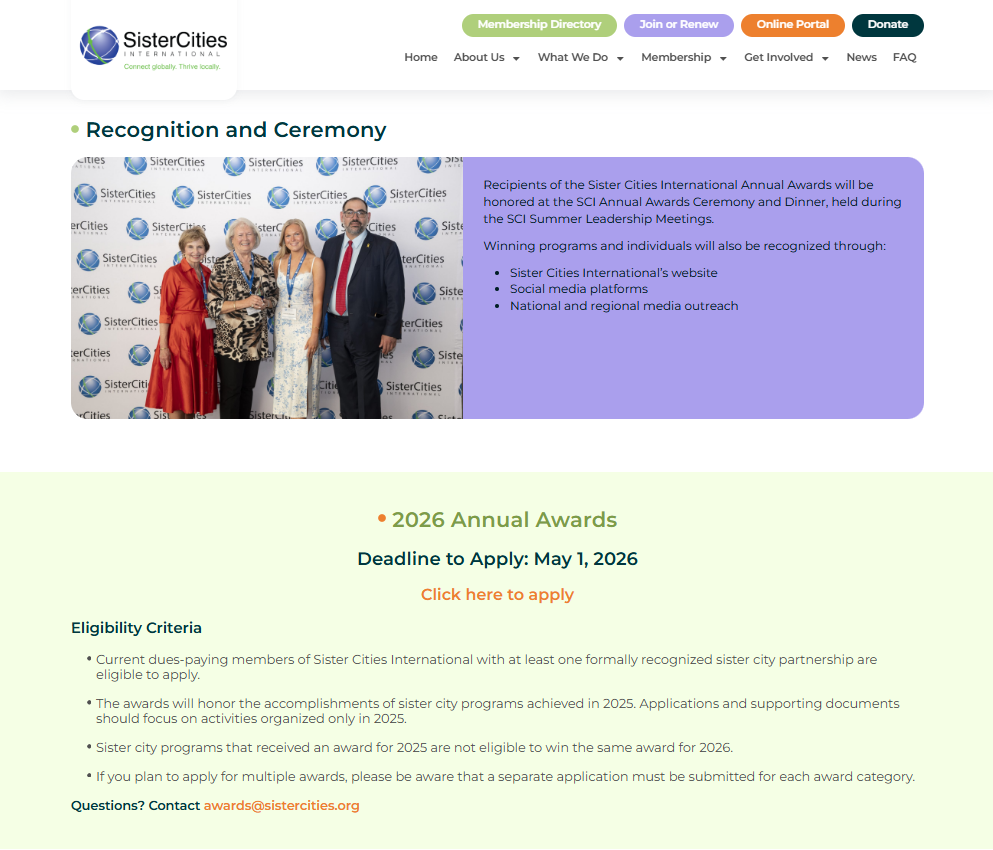 SisterCities
INTERNATIONAL
Connect globally. Thrive locally.
Membership Directory
Join or Renew
Online Portal
Donate
Home
About Us
What We Do
Membership
Get Involved
News
FAQ
Recognition and Ceremony
SisterCities
INTERNATIONAL
Recipients of the Sister Cities International Annual Awards will be
honored at the SCI Annual Awards Ceremony and Dinner, held during
the SCI Summer Leadership Meetings.
Winning programs and individuals will also be recognized through:
• Sister Cities International's website
• Social media platforms
• National and regional media outreach
• 2026 Annual Awards
Deadline to Apply: May 1, 2026
Click here to apply
Eligibility Criteria
• Current dues-paying members of Sister Cities International with at least one formally recognized sister city partnership are
eligible to apply.
• The awards will honor the accomplishments of sister city programs achieved in 2025. Applications and supporting documents
should focus on activities organized only in 2025.
• Sister city programs that received an award for 2025 are not eligible to win the same award for 2026.
• If you plan to apply for multiple awards, please be aware that a separate application must be submitted for each award category.
Questions? Contact awards@sistercities.org